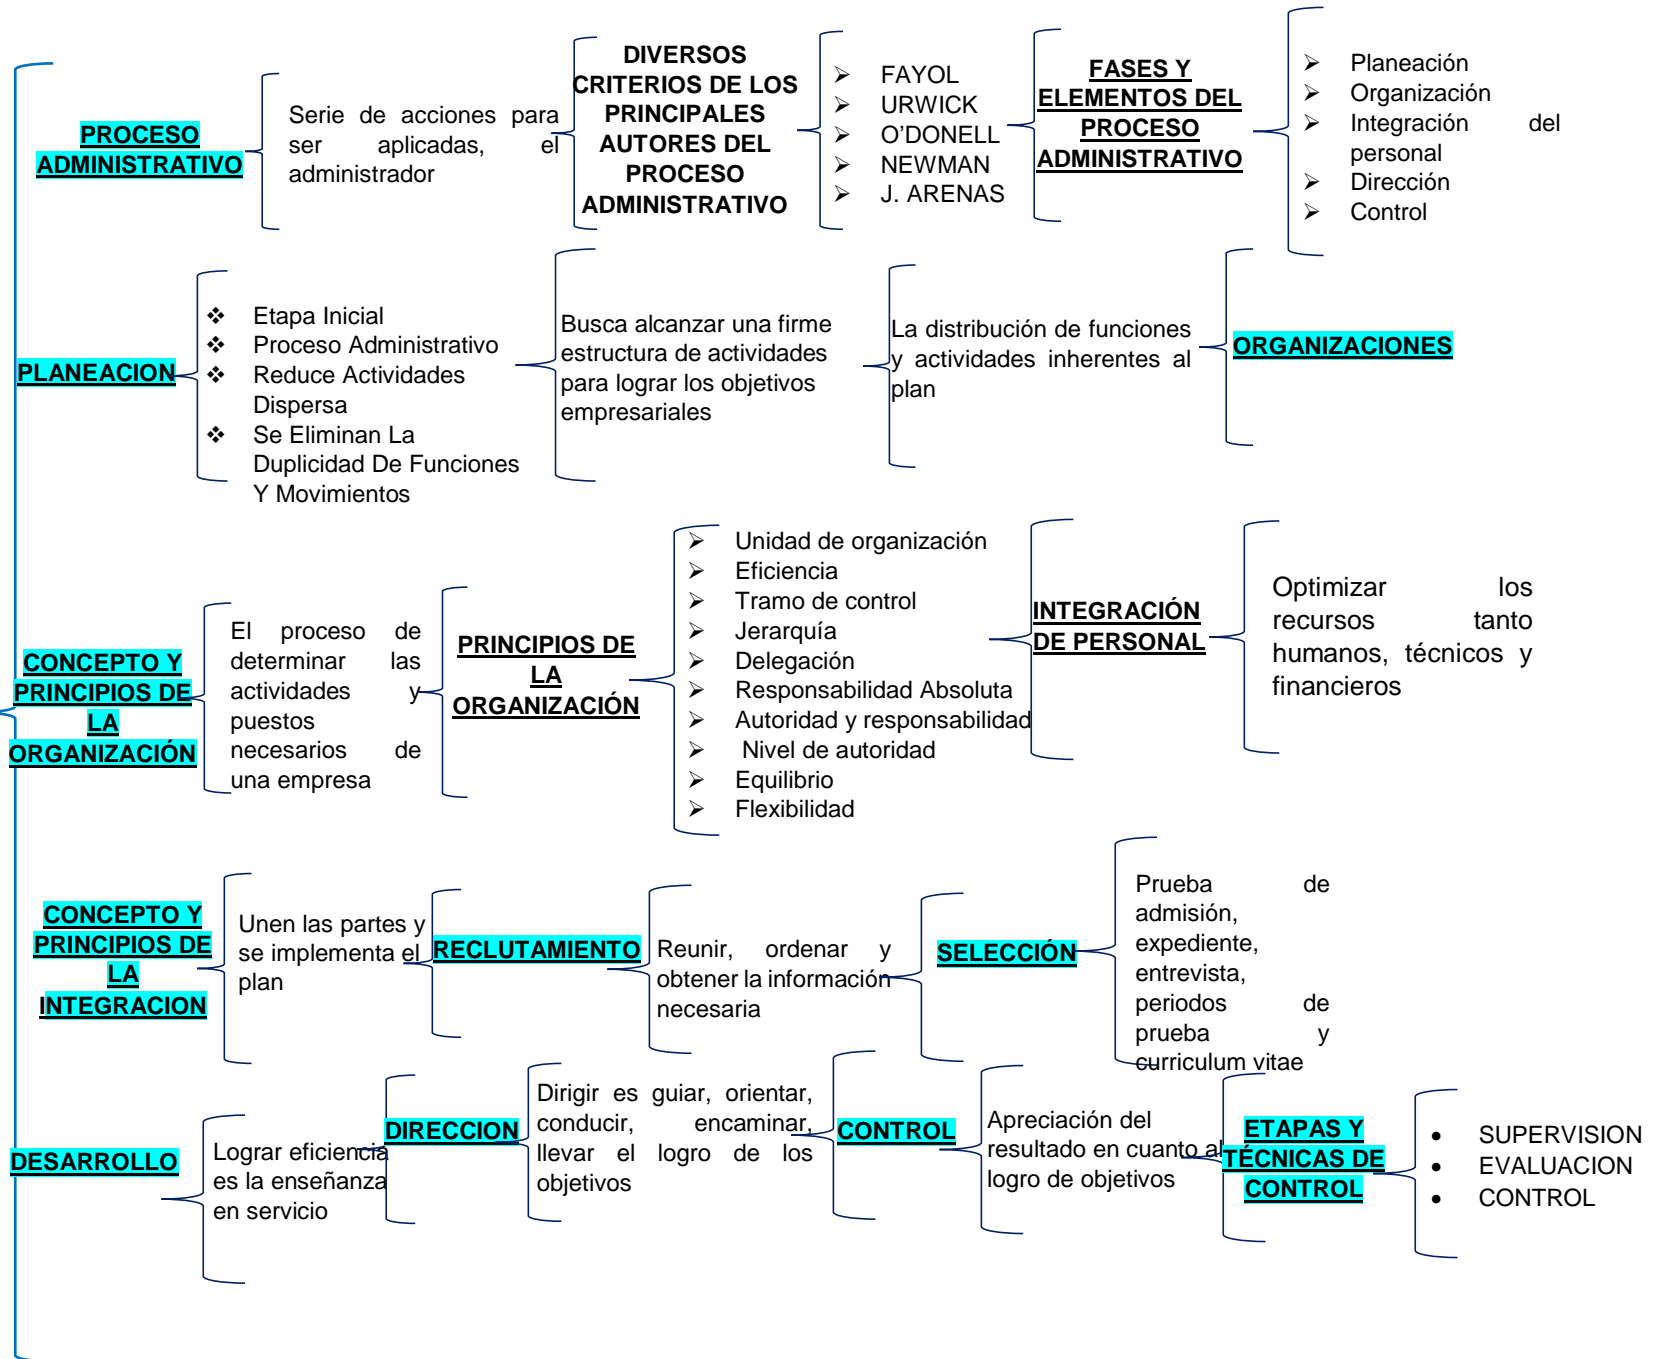 PROCESO
ADMINISTRATIVO
Serie de acciones para
ser aplicadas, el
administrador
DIVERSOS
CRITERIOS DE LOS
PRINCIPALES
AUTORES DEL
PROCESO
ADMINISTRATIVO
➢ FAYOL
➢ URWICK
➢ O’DONELL
➢ NEWMAN
➢ J. ARENAS
FASES Y
ELEMENTOS DEL
PROCESO
ADMINISTRATIVO
➢ Planeación
➢ Organización
➢ Integración del
personal
➢ Dirección
➢ Control
PLANEACION
❖ Etapa Inicial
❖ Proceso Administrativo
❖ Reduce Actividades
Dispersa
❖ Se Eliminan La
Duplicidad De Funciones
Y Movimientos
Busca alcanzar una firme
estructura de actividades
para lograr los objetivos
empresariales
La distribución de funciones
y actividades inherentes al
plan
ORGANIZACIONES
CONCEPTO Y
PRINCIPIOS DE
LA
ORGANIZACIÓN
El proceso de
determinar las
actividades y
puestos
necesarios de
una empresa
PRINCIPIOS DE
LA
ORGANIZACIÓN
➢ Unidad de organización
➢ Eficiencia
➢ Tramo de control
➢ Jerarquía
➢ Delegación
➢ Responsabilidad Absoluta
➢ Autoridad y responsabilidad
➢ Nivel de autoridad
➢ Equilibrio
➢ Flexibilidad
INTEGRACIÓN
DE PERSONAL
Optimizar los
recursos tanto
humanos, técnicos y
financieros
CONCEPTO Y
PRINCIPIOS DE
LA
INTEGRACION
Unen las partes y
se implementa el
plan
RECLUTAMIENTO
Reunir, ordenar y
obtener la información
necesaria
SELECCIÓN
Prueba de
admisión,
expediente,
entrevista,
periodos de
prueba y
curriculum vitae
DESARROLLO
Lograr eficiencia
es la enseñanza
en servicio
DIRECCION
Dirigir es guiar, orientar,
conducir, encaminar,
llevar el logro de los
objetivos
CONTROL
Apreciación del
resultado en cuanto al
logro de objetivos
ETAPAS Y
TÉCNICAS DE
CONTROL
• SUPERVISION
• EVALUACION
• CONTROL